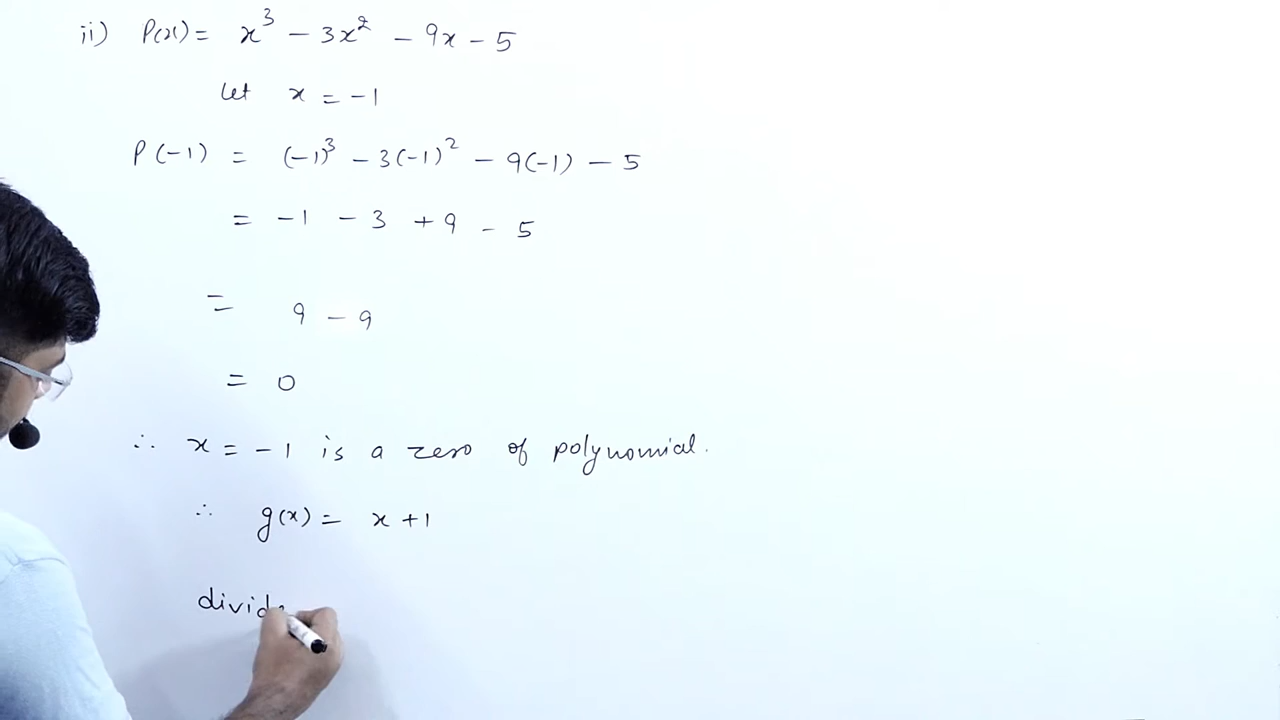 ii) P(x) = x³ - 3x² - 9x - 5
Let x = -1
P(-1) = (-1)³ - 3(-1)² - 9(-1) - 5
= -1 - 3 + 9 - 5
= 9 - 9
= 0
∴ x = -1 is a zero of polynomial.
∴ g(x) = x + 1
divide